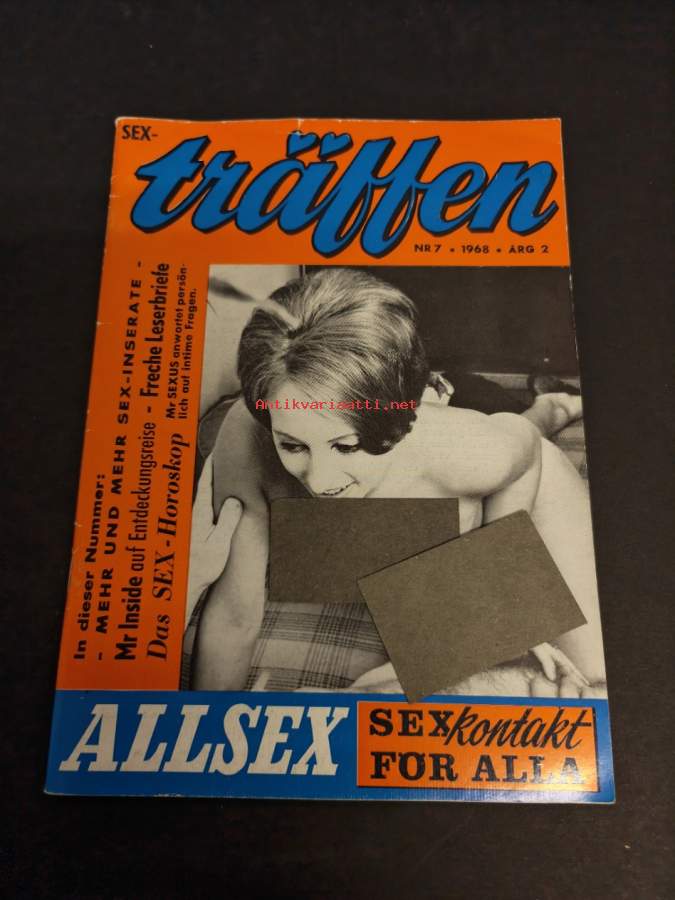 SEX-
träffen
NR 7 • 1968 • ÅRG 2
In dieser Nummer:
- MEHR UND MEHR SEX-INSERATE -
Mr Inside auf Entdeckungsreise - Freche Leserbriefe
Das SEX-Horoskop
Mr SEXUS anwortet persön-
lich auf intime Fragen.
Antikvariaatti.net
ALLSEX
SEXkontakt
FÖR ALLA